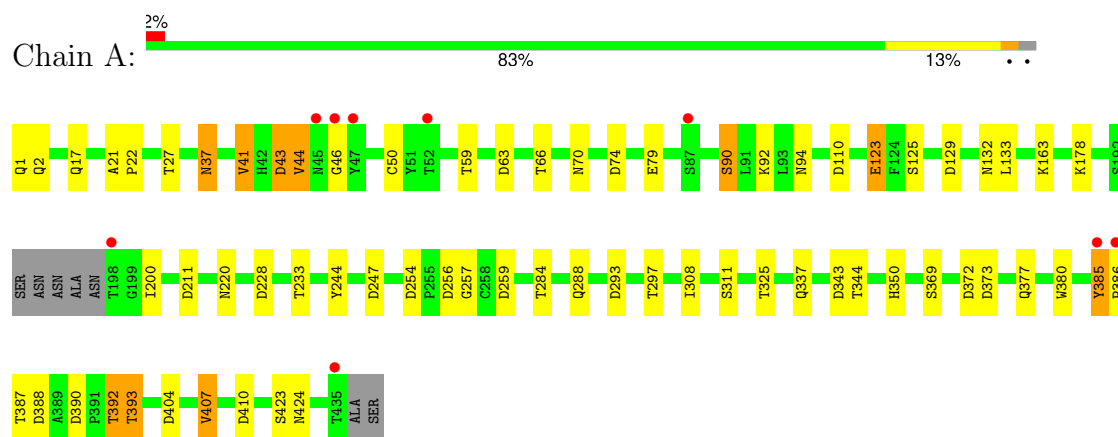 2%
Chain A:
83% 13% • •
Q1 Q2 Q17 A21 P22 T27 N37 V41 H42 D43 V44 N45 G46 Y47 C50 Y51 T52 T59 D63 T66 N70 D74 E79 S87 S90 L91 K92 L93 N94 D110 E123 F124 S125 D129 N132 L133 K163 K178 S192
SER ASN ASN ALA ASN T198 G199 I200 D211 N220 D228 T233 Y244 D247 D254 P255 D256 G257 C258 D259 T284 Q288 D293 T297 I308 S311 T325 Q337 D343 T344 H350 S369 D372 D373 Q377 W380 Y385 P386
T387 D388 A389 D390 P391 T392 T393 D404 V407 D410 S423 N424 T435 ALA SER